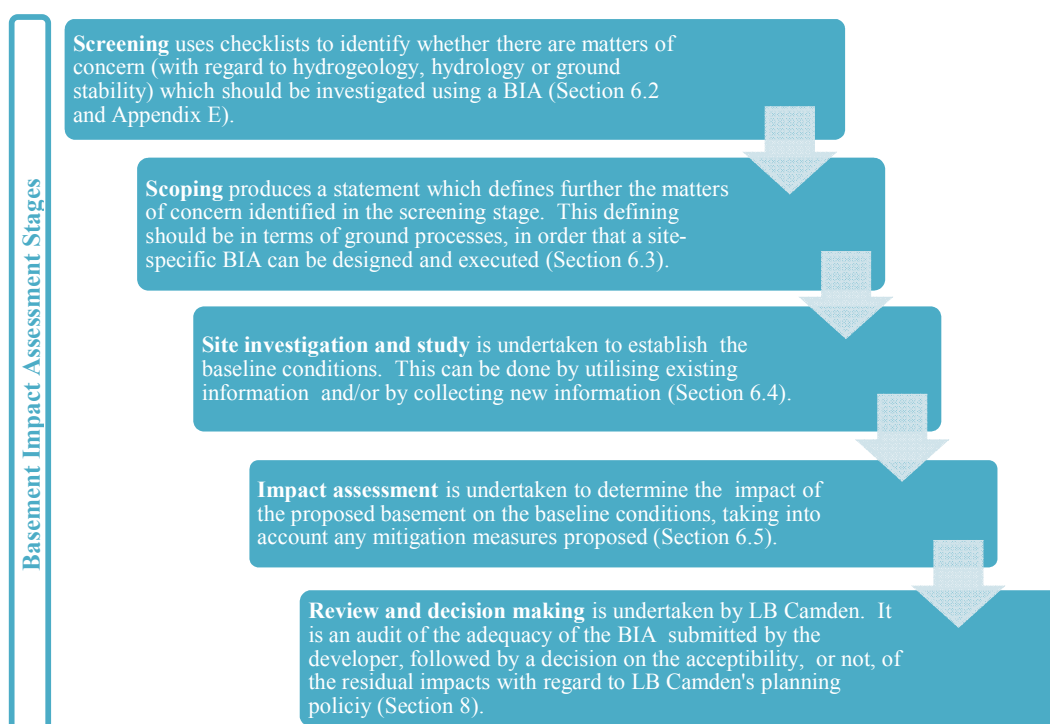 Basement Impact Assessment Stages
Screening uses checklists to identify whether there are matters of
concern (with regard to hydrogeology, hydrology or ground
stability) which should be investigated using a BIA (Section 6.2
and Appendix E).
Scoping produces a statement which defines further the matters
of concern identified in the screening stage. This defining
should be in terms of ground processes, in order that a site-
specific BIA can be designed and executed (Section 6.3).
Site investigation and study is undertaken to establish the
baseline conditions. This can be done by utilising existing
information and/or by collecting new information (Section 6.4).
Impact assessment is undertaken to determine the impact of
the proposed basement on the baseline conditions, taking into
account any mitigation measures proposed (Section 6.5).
Review and decision making is undertaken by LB Camden. It
is an audit of the adequacy of the BIA submitted by the
developer, followed by a decision on the acceptibility, or not, of
the residual impacts with regard to LB Camden's planning
policiy (Section 8).